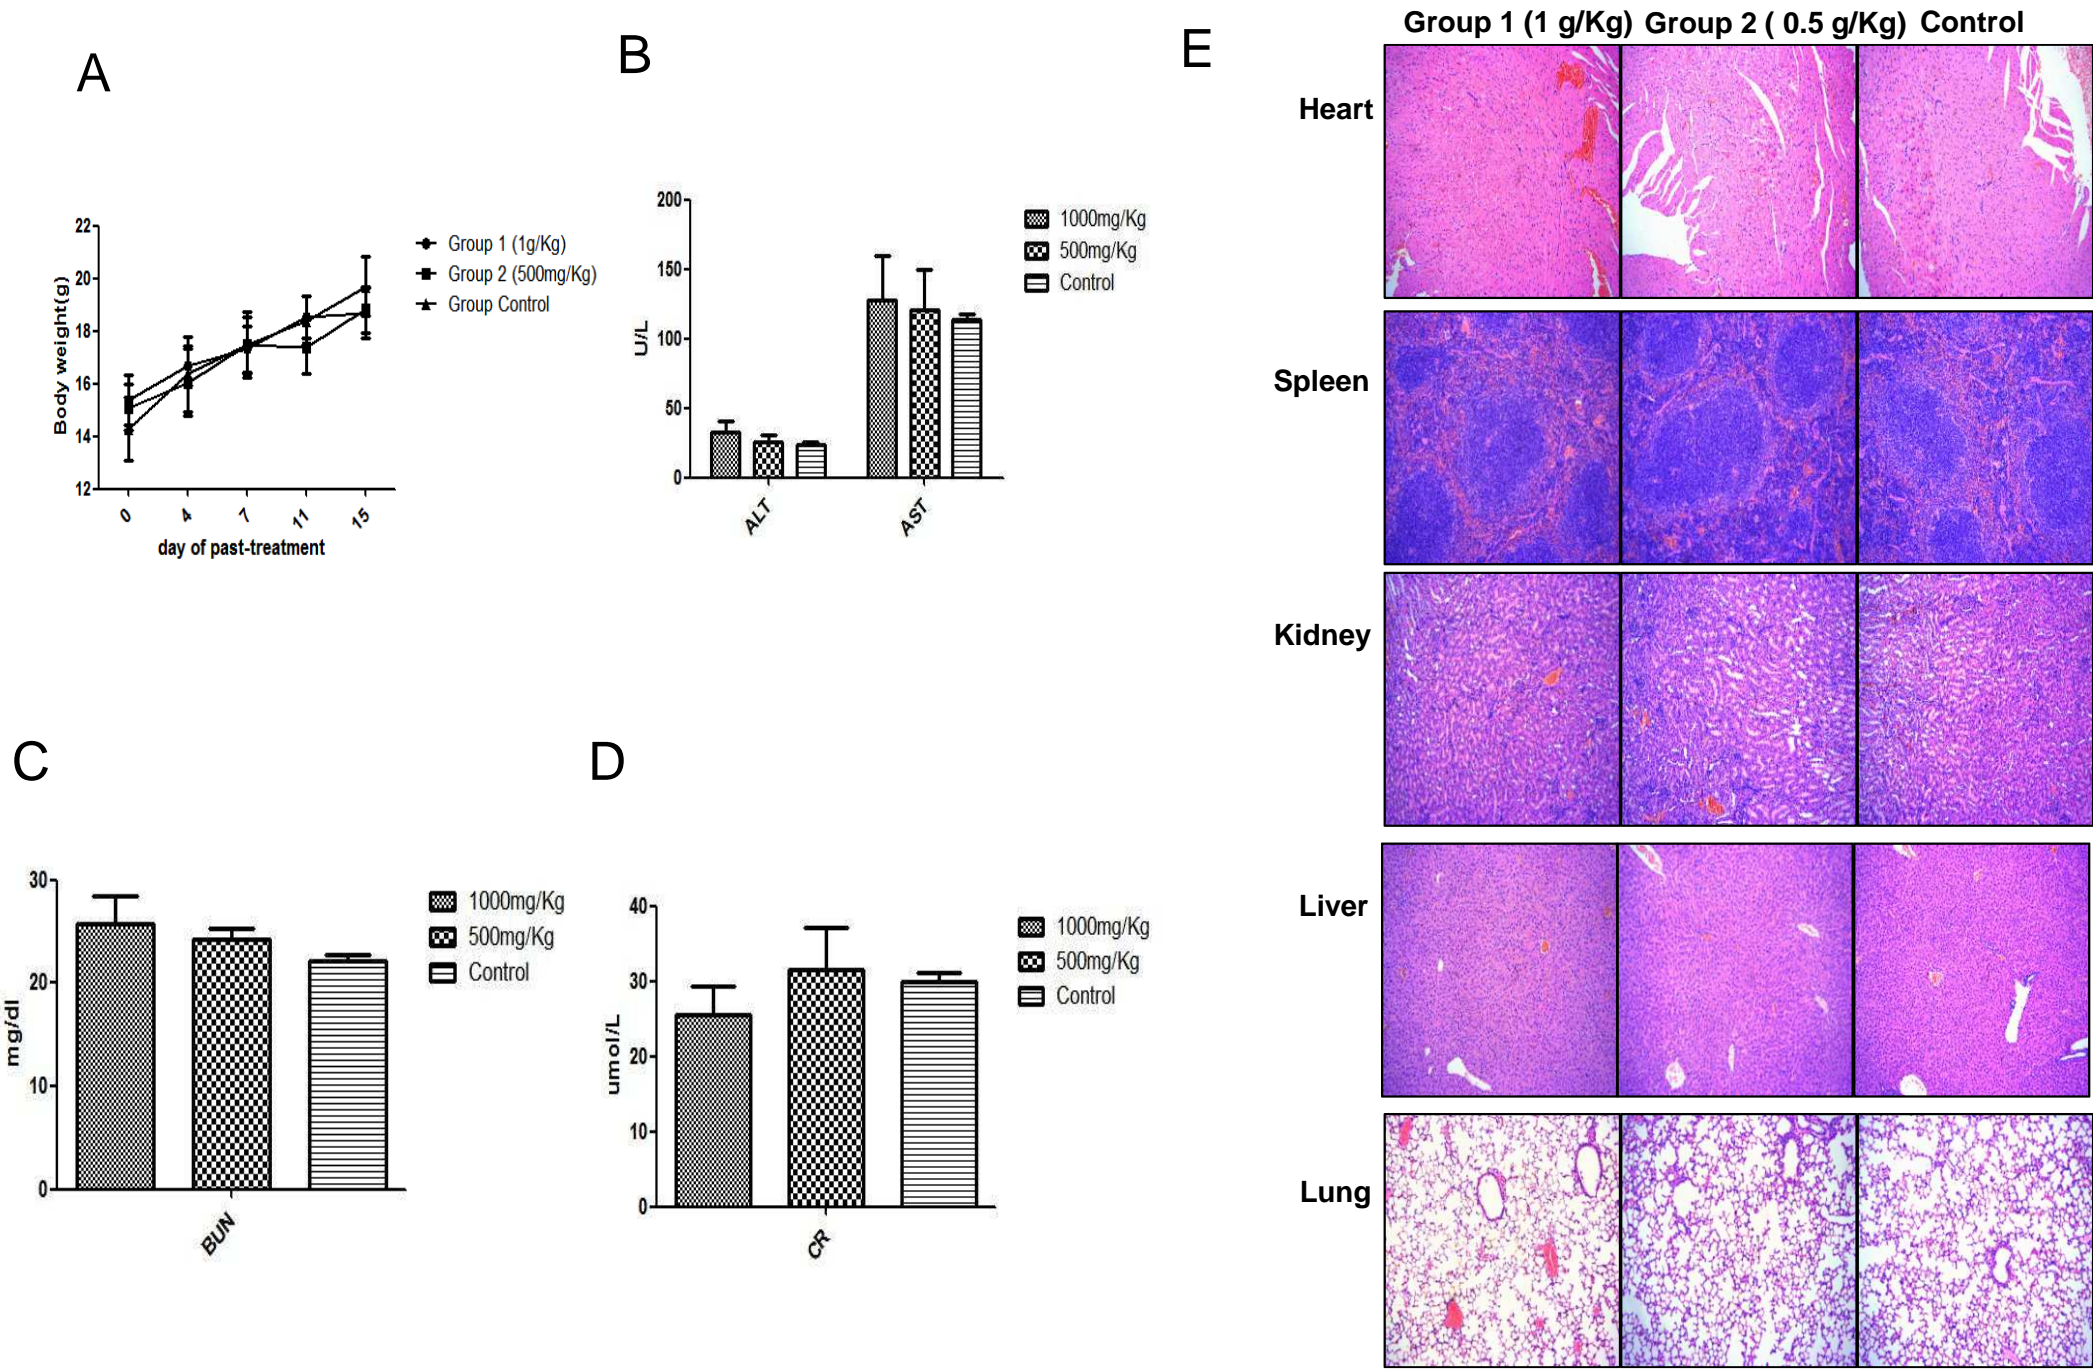 A
22
20
18
16
14
12
Body weight(g)
0 4 7 11 15
day of past-treatment
Group 1 (1g/Kg)
Group 2 (500mg/Kg)
Group Control
B
200
150
100
50
0
U/L
ALT AST
1000mg/Kg
500mg/Kg
Control
C
30
20
10
0
mg/dl
BUN
1000mg/Kg
500mg/Kg
Control
D
40
30
20
10
0
umol/L
CR
1000mg/Kg
500mg/Kg
Control
E
Group 1 (1 g/Kg) Group 2 ( 0.5 g/Kg) Control
Heart
Spleen
Kidney
Liver
Lung